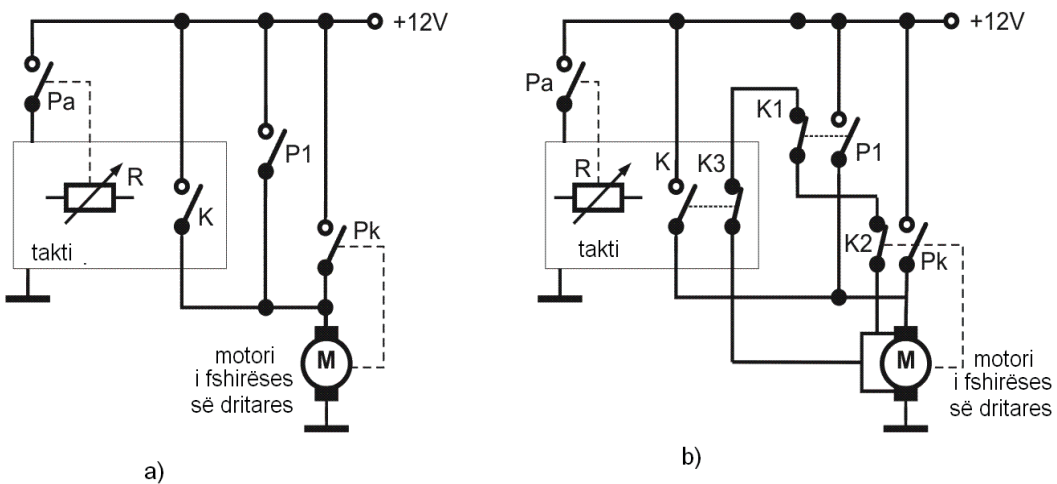 +12V
Pa
R
K
takti
P1
Pk
M
motori
i fshirëses
së dritares
a)
+12V
Pa
K1
P1
R
K
K3
takti
K2
Pk
M
motori
i fshirëses
së dritares
b)